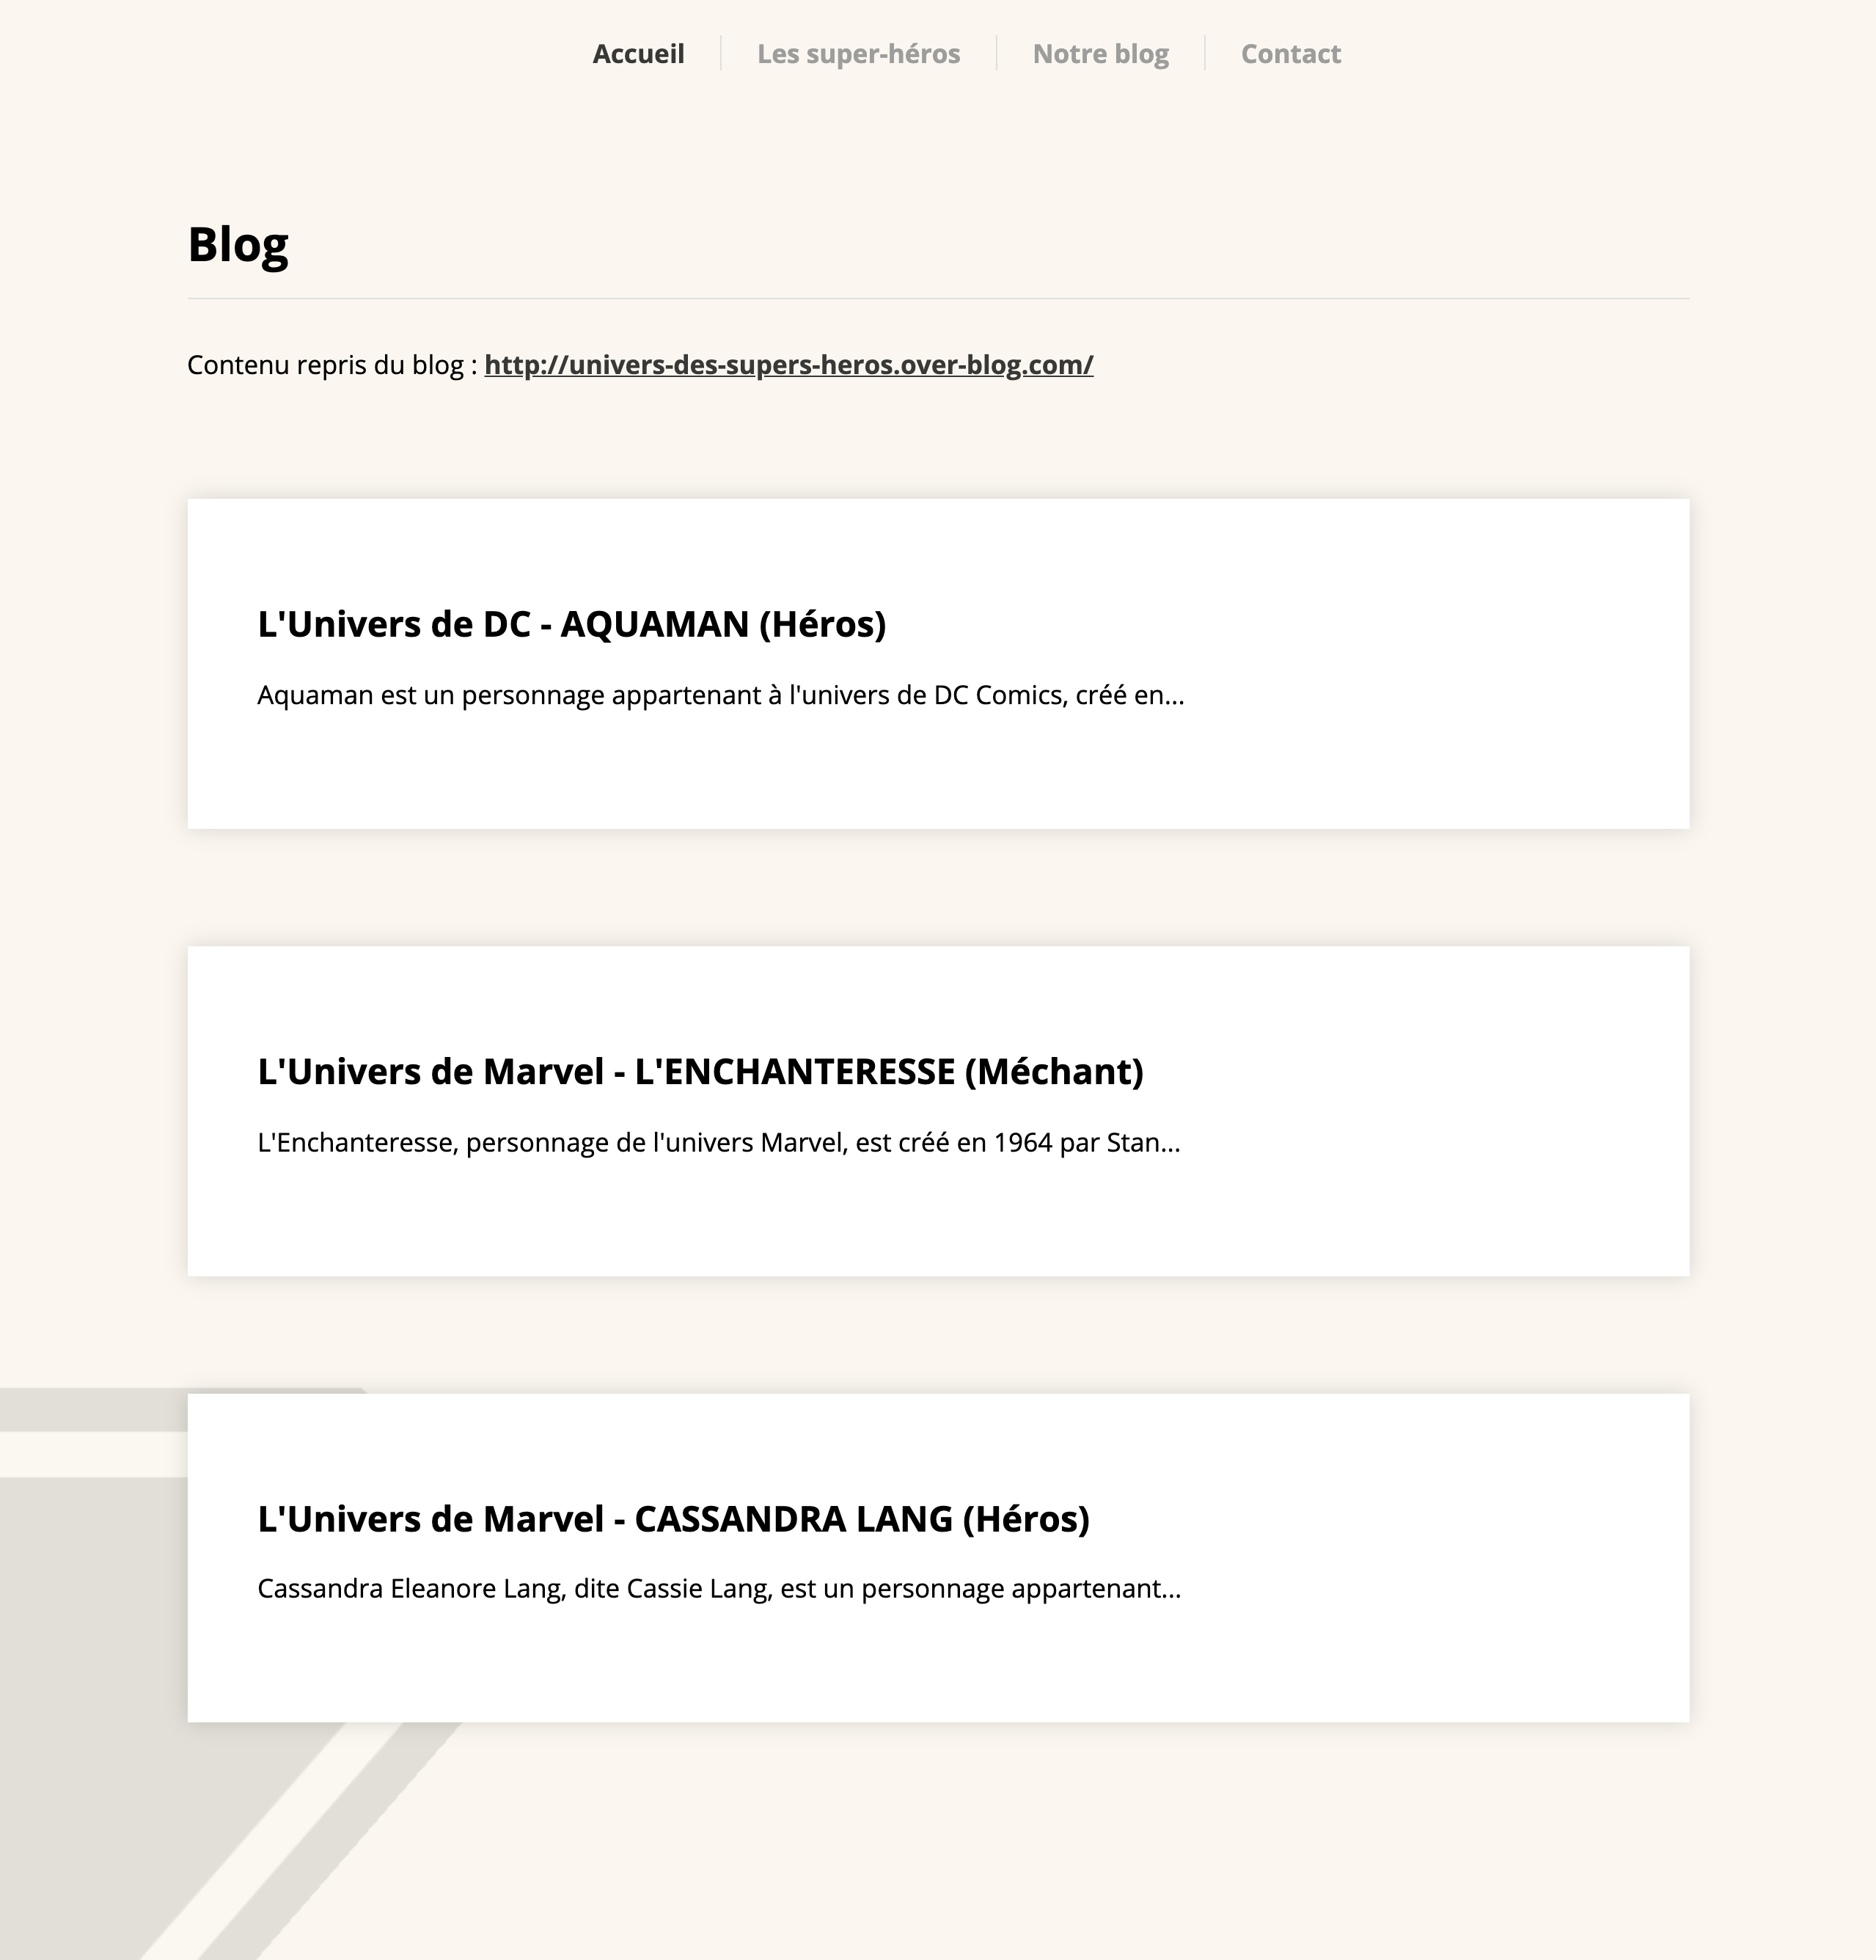 Accueil Les super-héros Notre blog Contact
Blog
Contenu repris du blog : http://univers-des-supers-heros.over-blog.com/
L'Univers de DC - AQUAMAN (Héros)
Aquaman est un personnage appartenant à l'univers de DC Comics, créé en...
L'Univers de Marvel - L'ENCHANTERESSE (Méchant)
L'Enchanteresse, personnage de l'univers Marvel, est créé en 1964 par Stan...
L'Univers de Marvel - CASSANDRA LANG (Héros)
Cassandra Eleanore Lang, dite Cassie Lang, est un personnage appartenant...